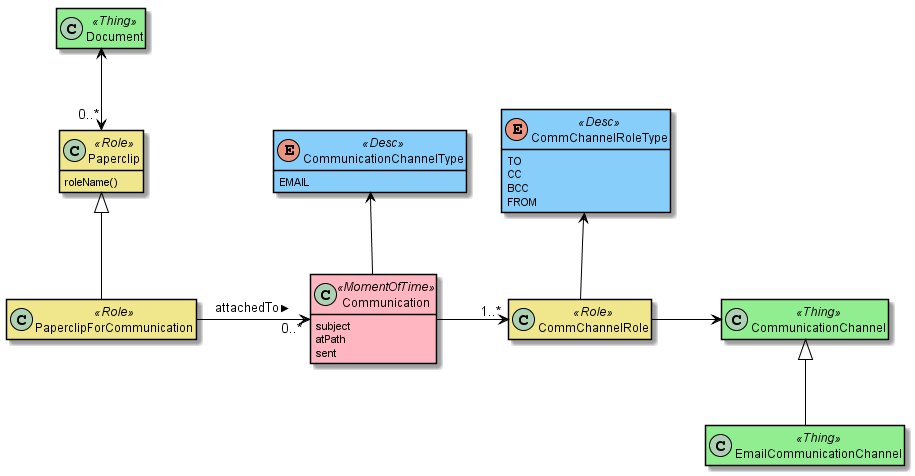 C «Thing»
Document
0..*
C «Role»
Paperclip
roleName()
E «Desc»
CommunicationChannelType
EMAIL
E «Desc»
CommChannelRoleType
TO
CC
BCC
FROM
C «Role»
PaperclipForCommunication
attachedTo
0..*
C «MomentOfTime»
Communication
subject
atPath
sent
1..*
C «Role»
CommChannelRole
C «Thing»
CommunicationChannel
C «Thing»
EmailCommunicationChannel